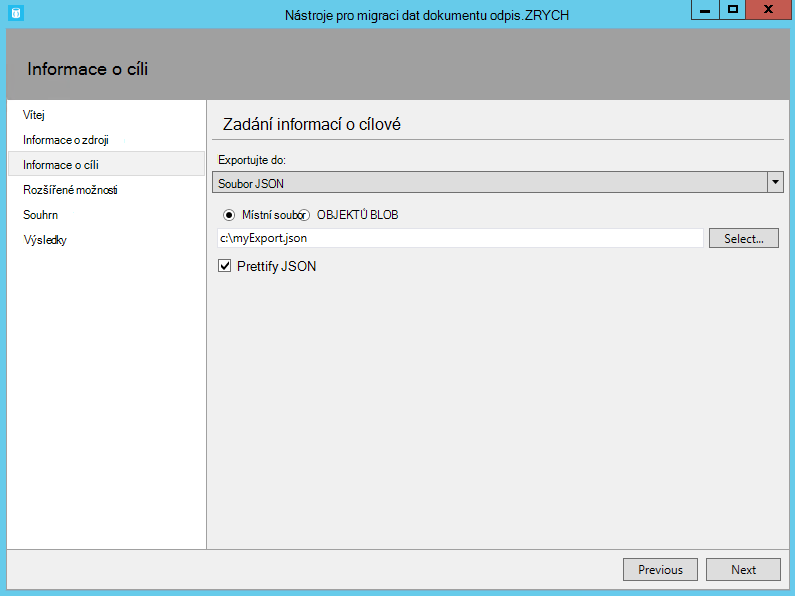 Nástroje pro migraci dat dokumentu odpis.ZRYCH
Informace o cíli
Vítej
Informace o zdroji
Informace o cíli
Rozšířené možnosti
Souhrn
Výsledky
Zadání informací o cílové
Exportujte do:
Soubor JSON
Místní soubor OBJEKTŮ BLOB
c:\myExport.json Select...
Prettify JSON
Previous Next